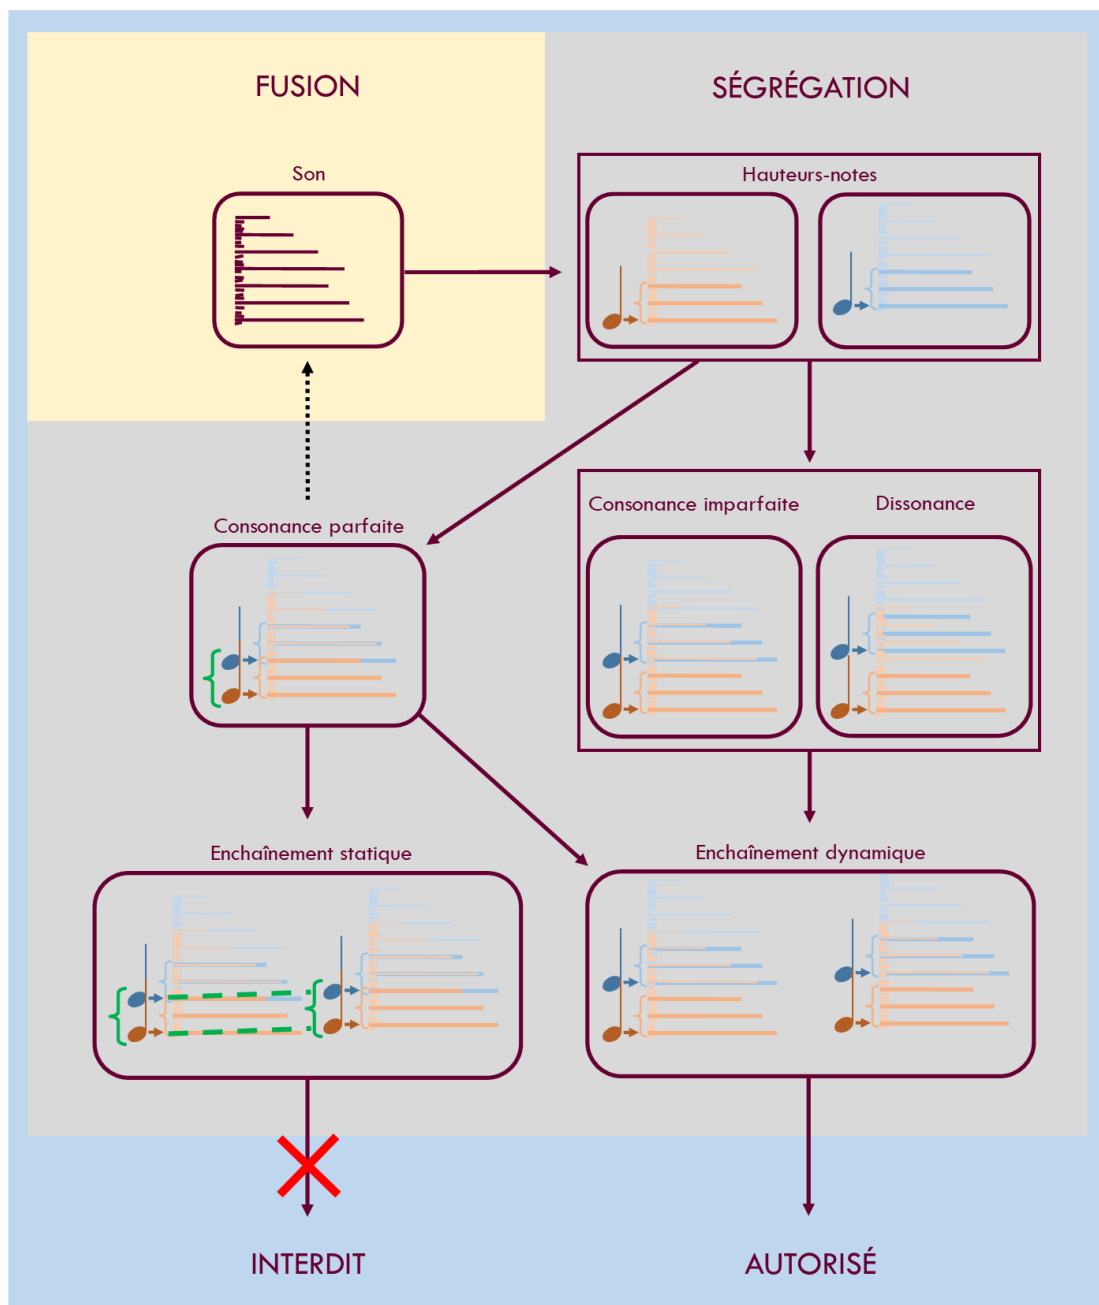 FUSION
SÉGRÉGATION
Son
Hauteurs-notes
Consonance parfaite
Consonance imparfaite
Dissonance
Enchaînement statique
Enchaînement dynamique
INTERDIT
AUTORISÉ